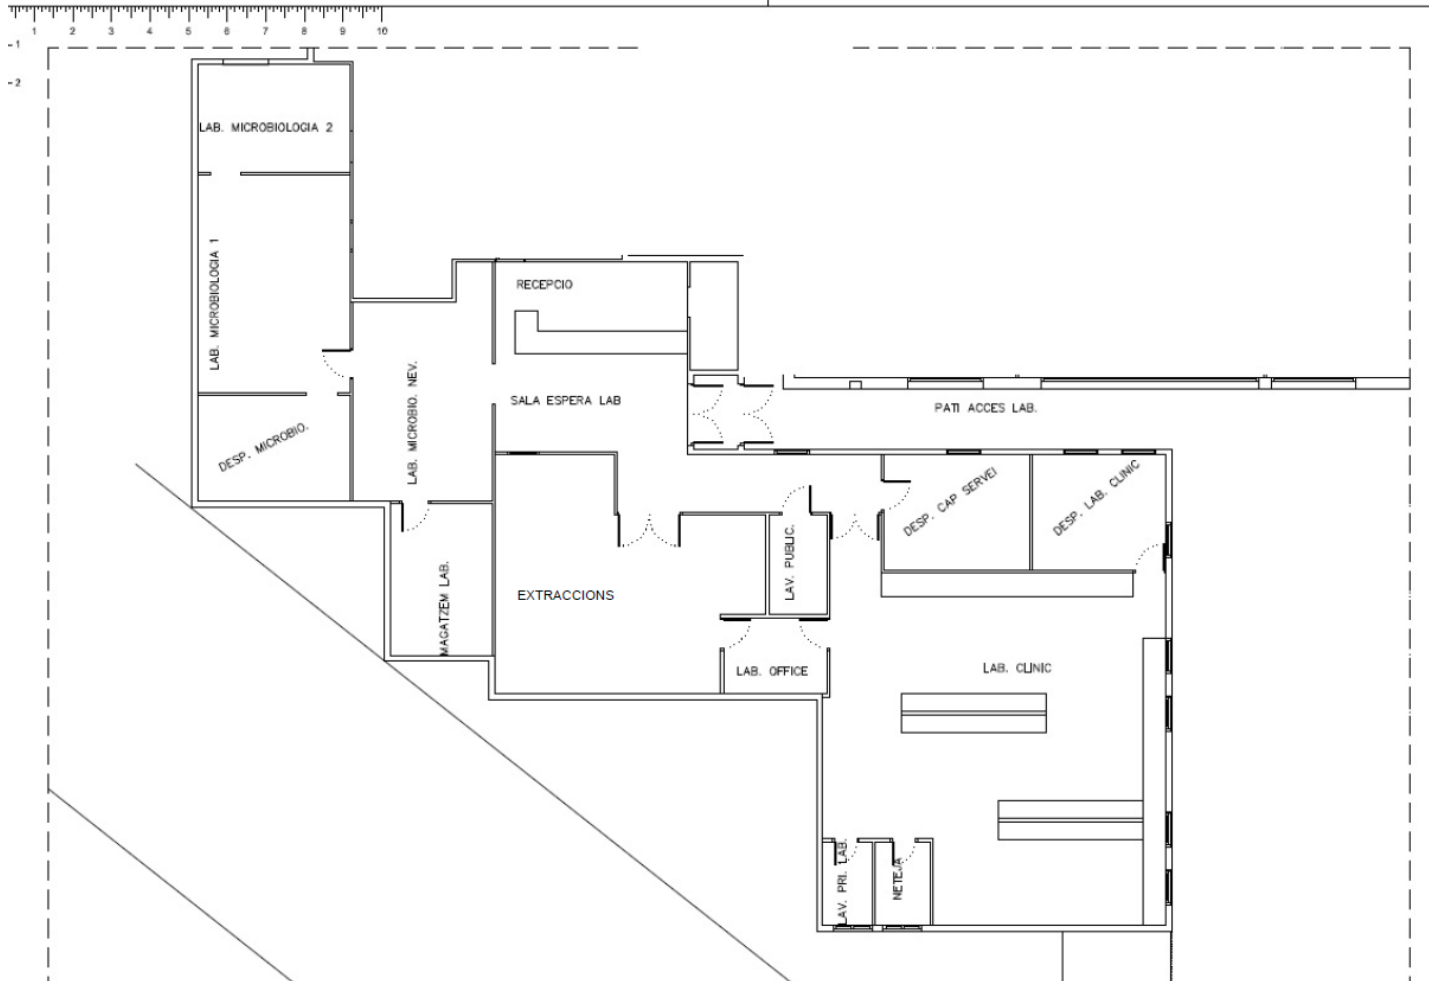 1 2 3 4 5 6 7 8 9 10
-1
-2
LAB. MICROBIOLOGIA 2
LAB. MICROBIOLOGIA 1
RECEPCIO
LAB. MICROBIO. NEV.
SALA ESPERA LAB
PATI ACCES LAB.
DESP. MICROBIO.
DESP. CAP SERVEI
DESP. LAB. CLINIC
LAV. PUBLIC.
MAGATZEM LAB.
EXTRACCIONS
LAB. OFFICE
LAB. CLINIC
LAV. PRI. LAB.
NETEJA